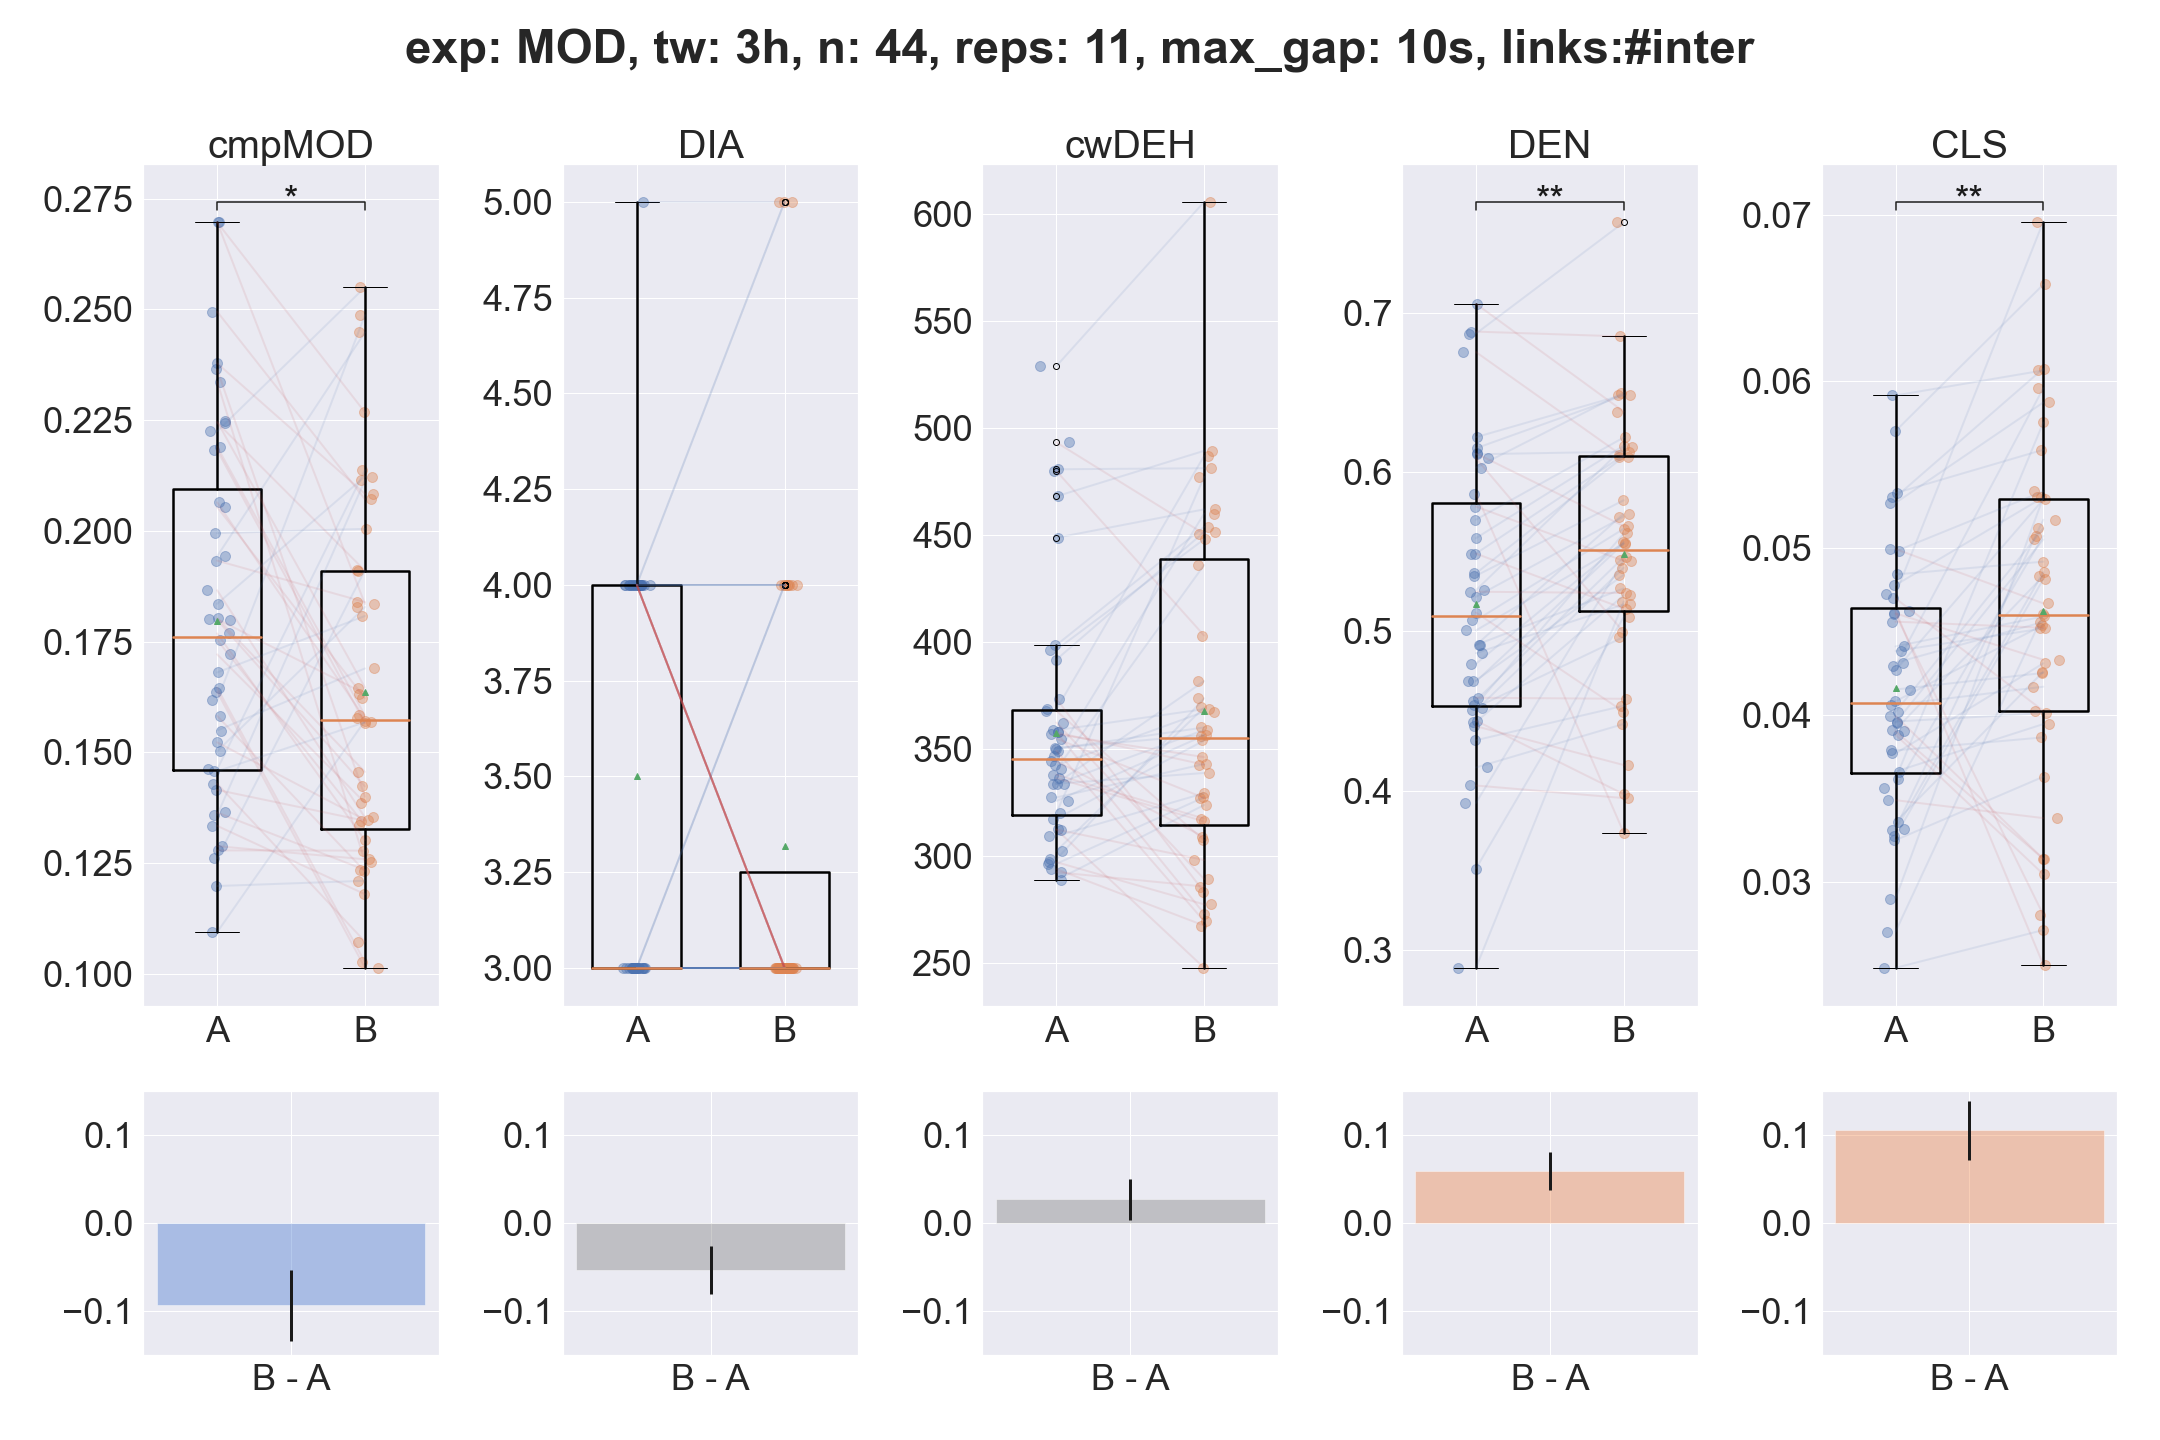 exp: MOD, tw: 3h, n: 44, reps: 11, max_gap: 10s, links:#inter
cmpMOD
DIA
cwDEH
DEN
CLS
*
**
**
0.275
0.250
0.225
0.200
0.175
0.150
0.125
0.100
A
B
5.00
4.75
4.50
4.25
4.00
3.75
3.50
3.25
3.00
A
B
600
550
500
450
400
350
300
250
A
B
0.7
0.6
0.5
0.4
0.3
A
B
0.07
0.06
0.05
0.04
0.03
A
B
0.1
0.0
−0.1
B - A
0.1
0.0
−0.1
B - A
0.1
0.0
−0.1
B - A
0.1
0.0
−0.1
B - A
0.1
0.0
−0.1
B - A